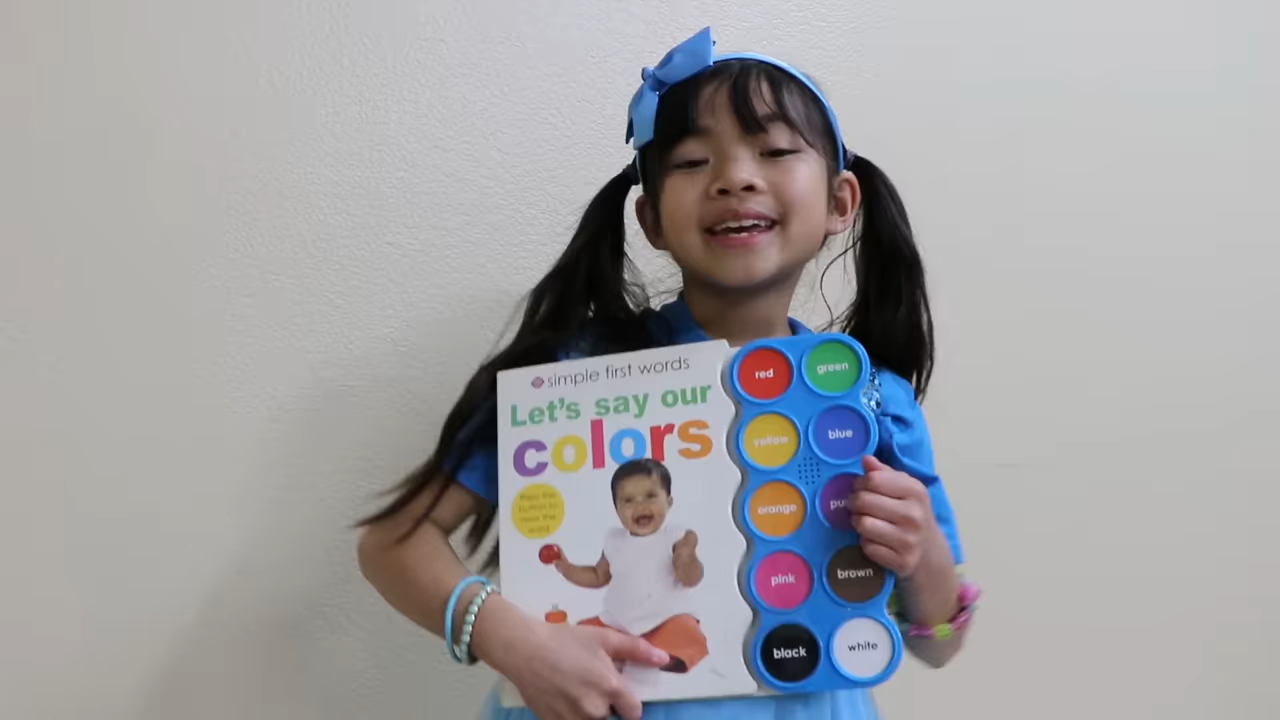 simple first words
Let's say our
colors
red
green
yellow
blue
orange
pink
brown
black
white